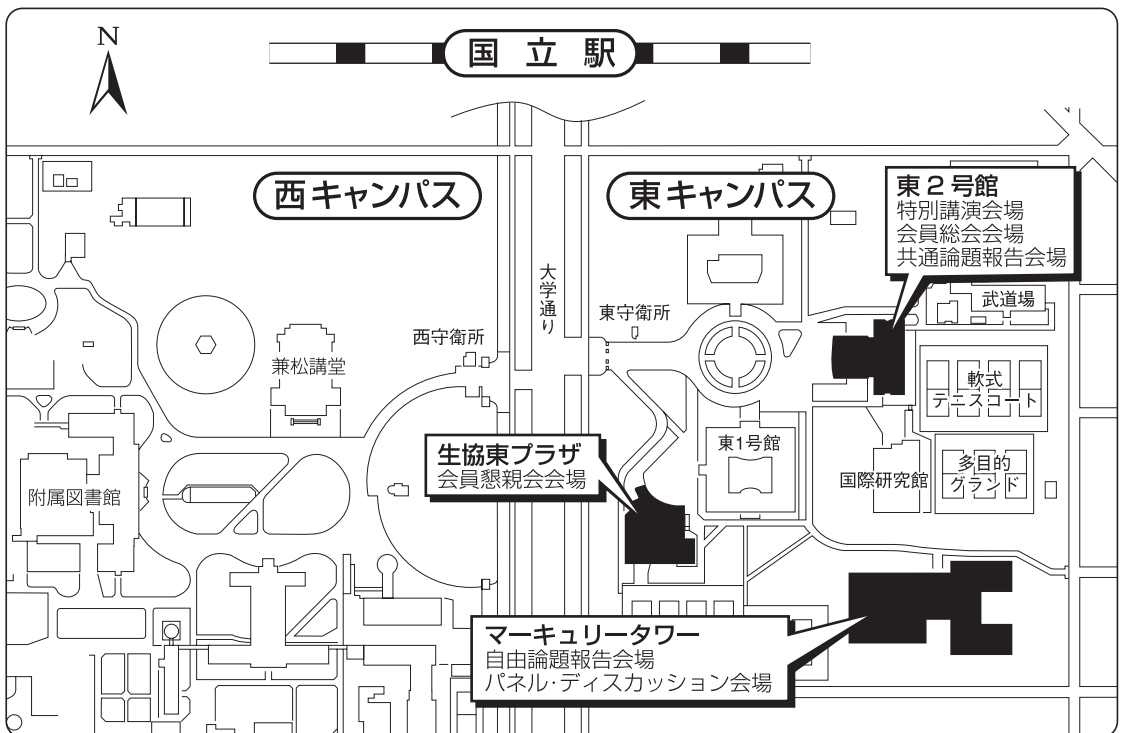 N
国立駅
西キャンパス
東キャンパス
東2号館
特別講演会場
会員総会会場
共通論題報告会場
大学通り
武道場
東守衛所
西守衛所
兼松講堂
軟式
テニスコート
東1号館
生協東プラザ
会員懇親会会場
多目的
グランド
国際研究館
附属図書館
マーキュリータワー
自由論題報告会場
パネル・ディスカッション会場